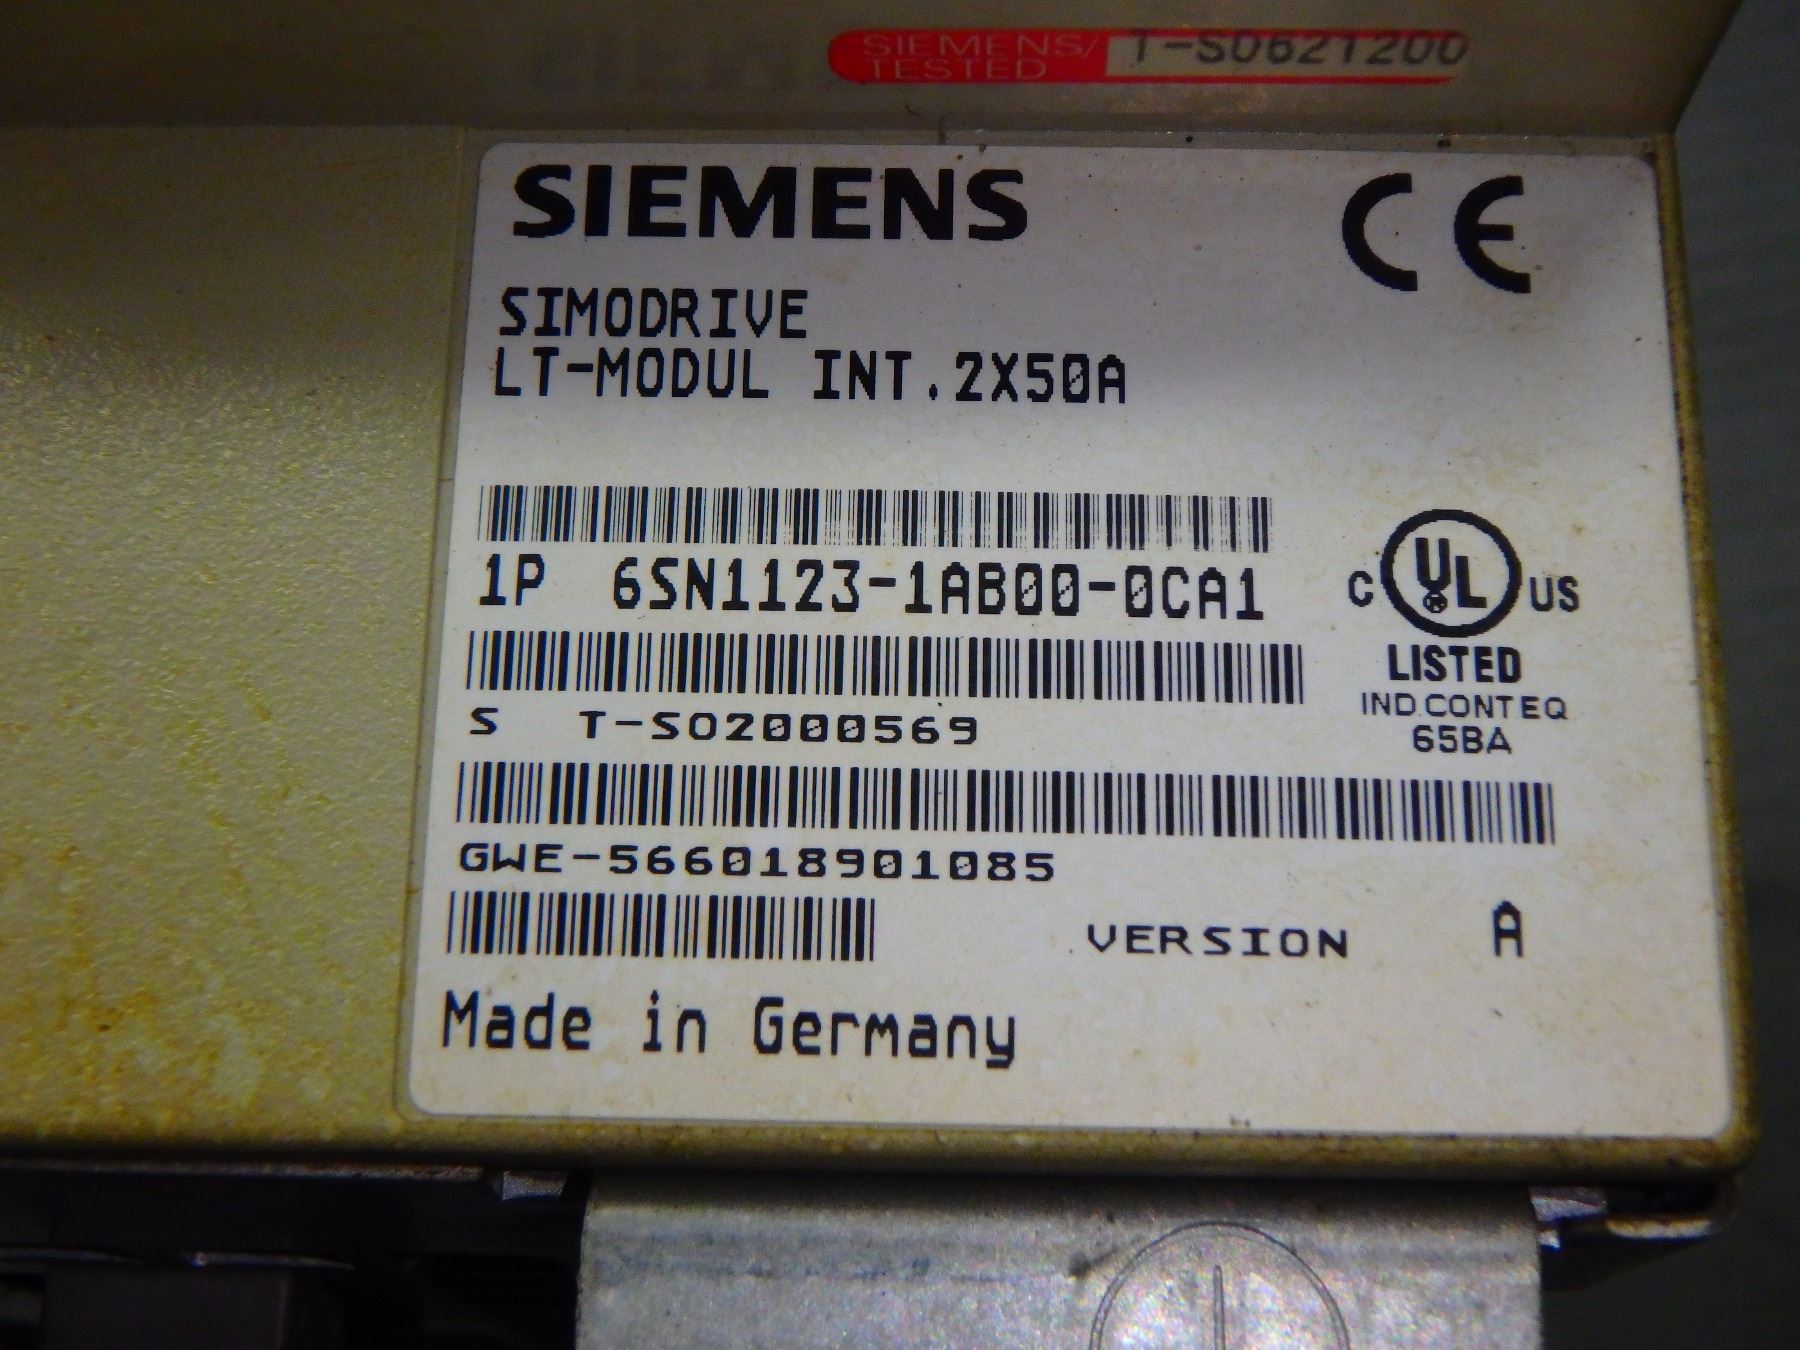 SIEMENS/ T-S0621200
TESTED
SIEMENS CE
SIMODRIVE
LT-MODUL INT.2X50A
1P 6SN1123-1AB00-0CA1
C UL ® US
LISTED
IND.CONT.EQ
65BA
S T-S02000569
GWE-566018901085
VERSION A
Made in Germany